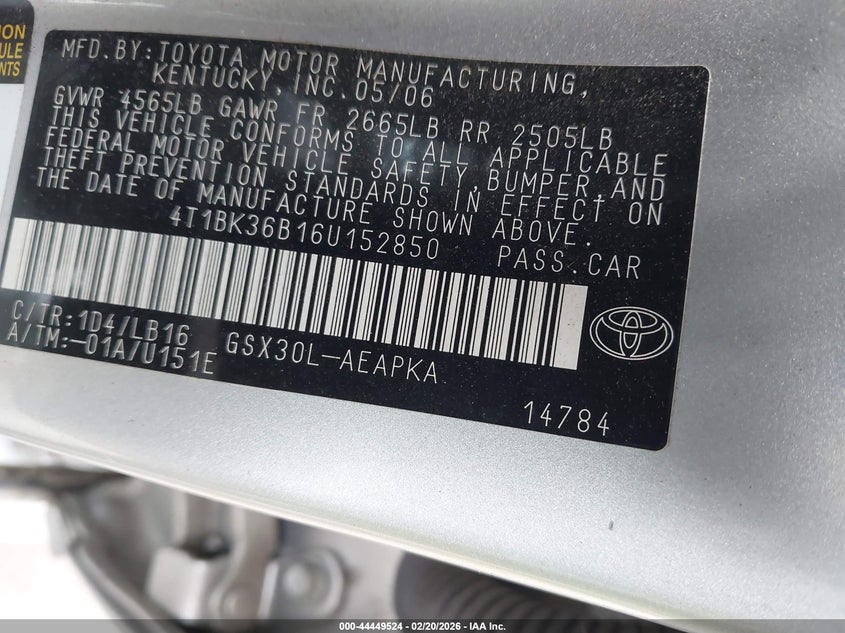 ION
ULE
NTS
MFD. BY: TOYOTA MOTOR MANUFACTURING,
KENTUCKY, INC. 05/06
GVWR 4565LB GAWR FR 2665LB RR 2505LB
THIS VEHICLE CONFORMS TO ALL APPLICABLE
FEDERAL MOTOR VEHICLE SAFETY, BUMPER, AND
THEFT PREVENTION STANDARDS IN EFFECT ON
THE DATE OF MANUFACTURE SHOWN ABOVE.
4T1BK36B16U152850 PASS. CAR
C/TR: 1D4/LB16
A/TM: -01A/U151E GSX30L-AEAPKA
14784
000-44449524 | 02/20/2026 | IAA Inc.